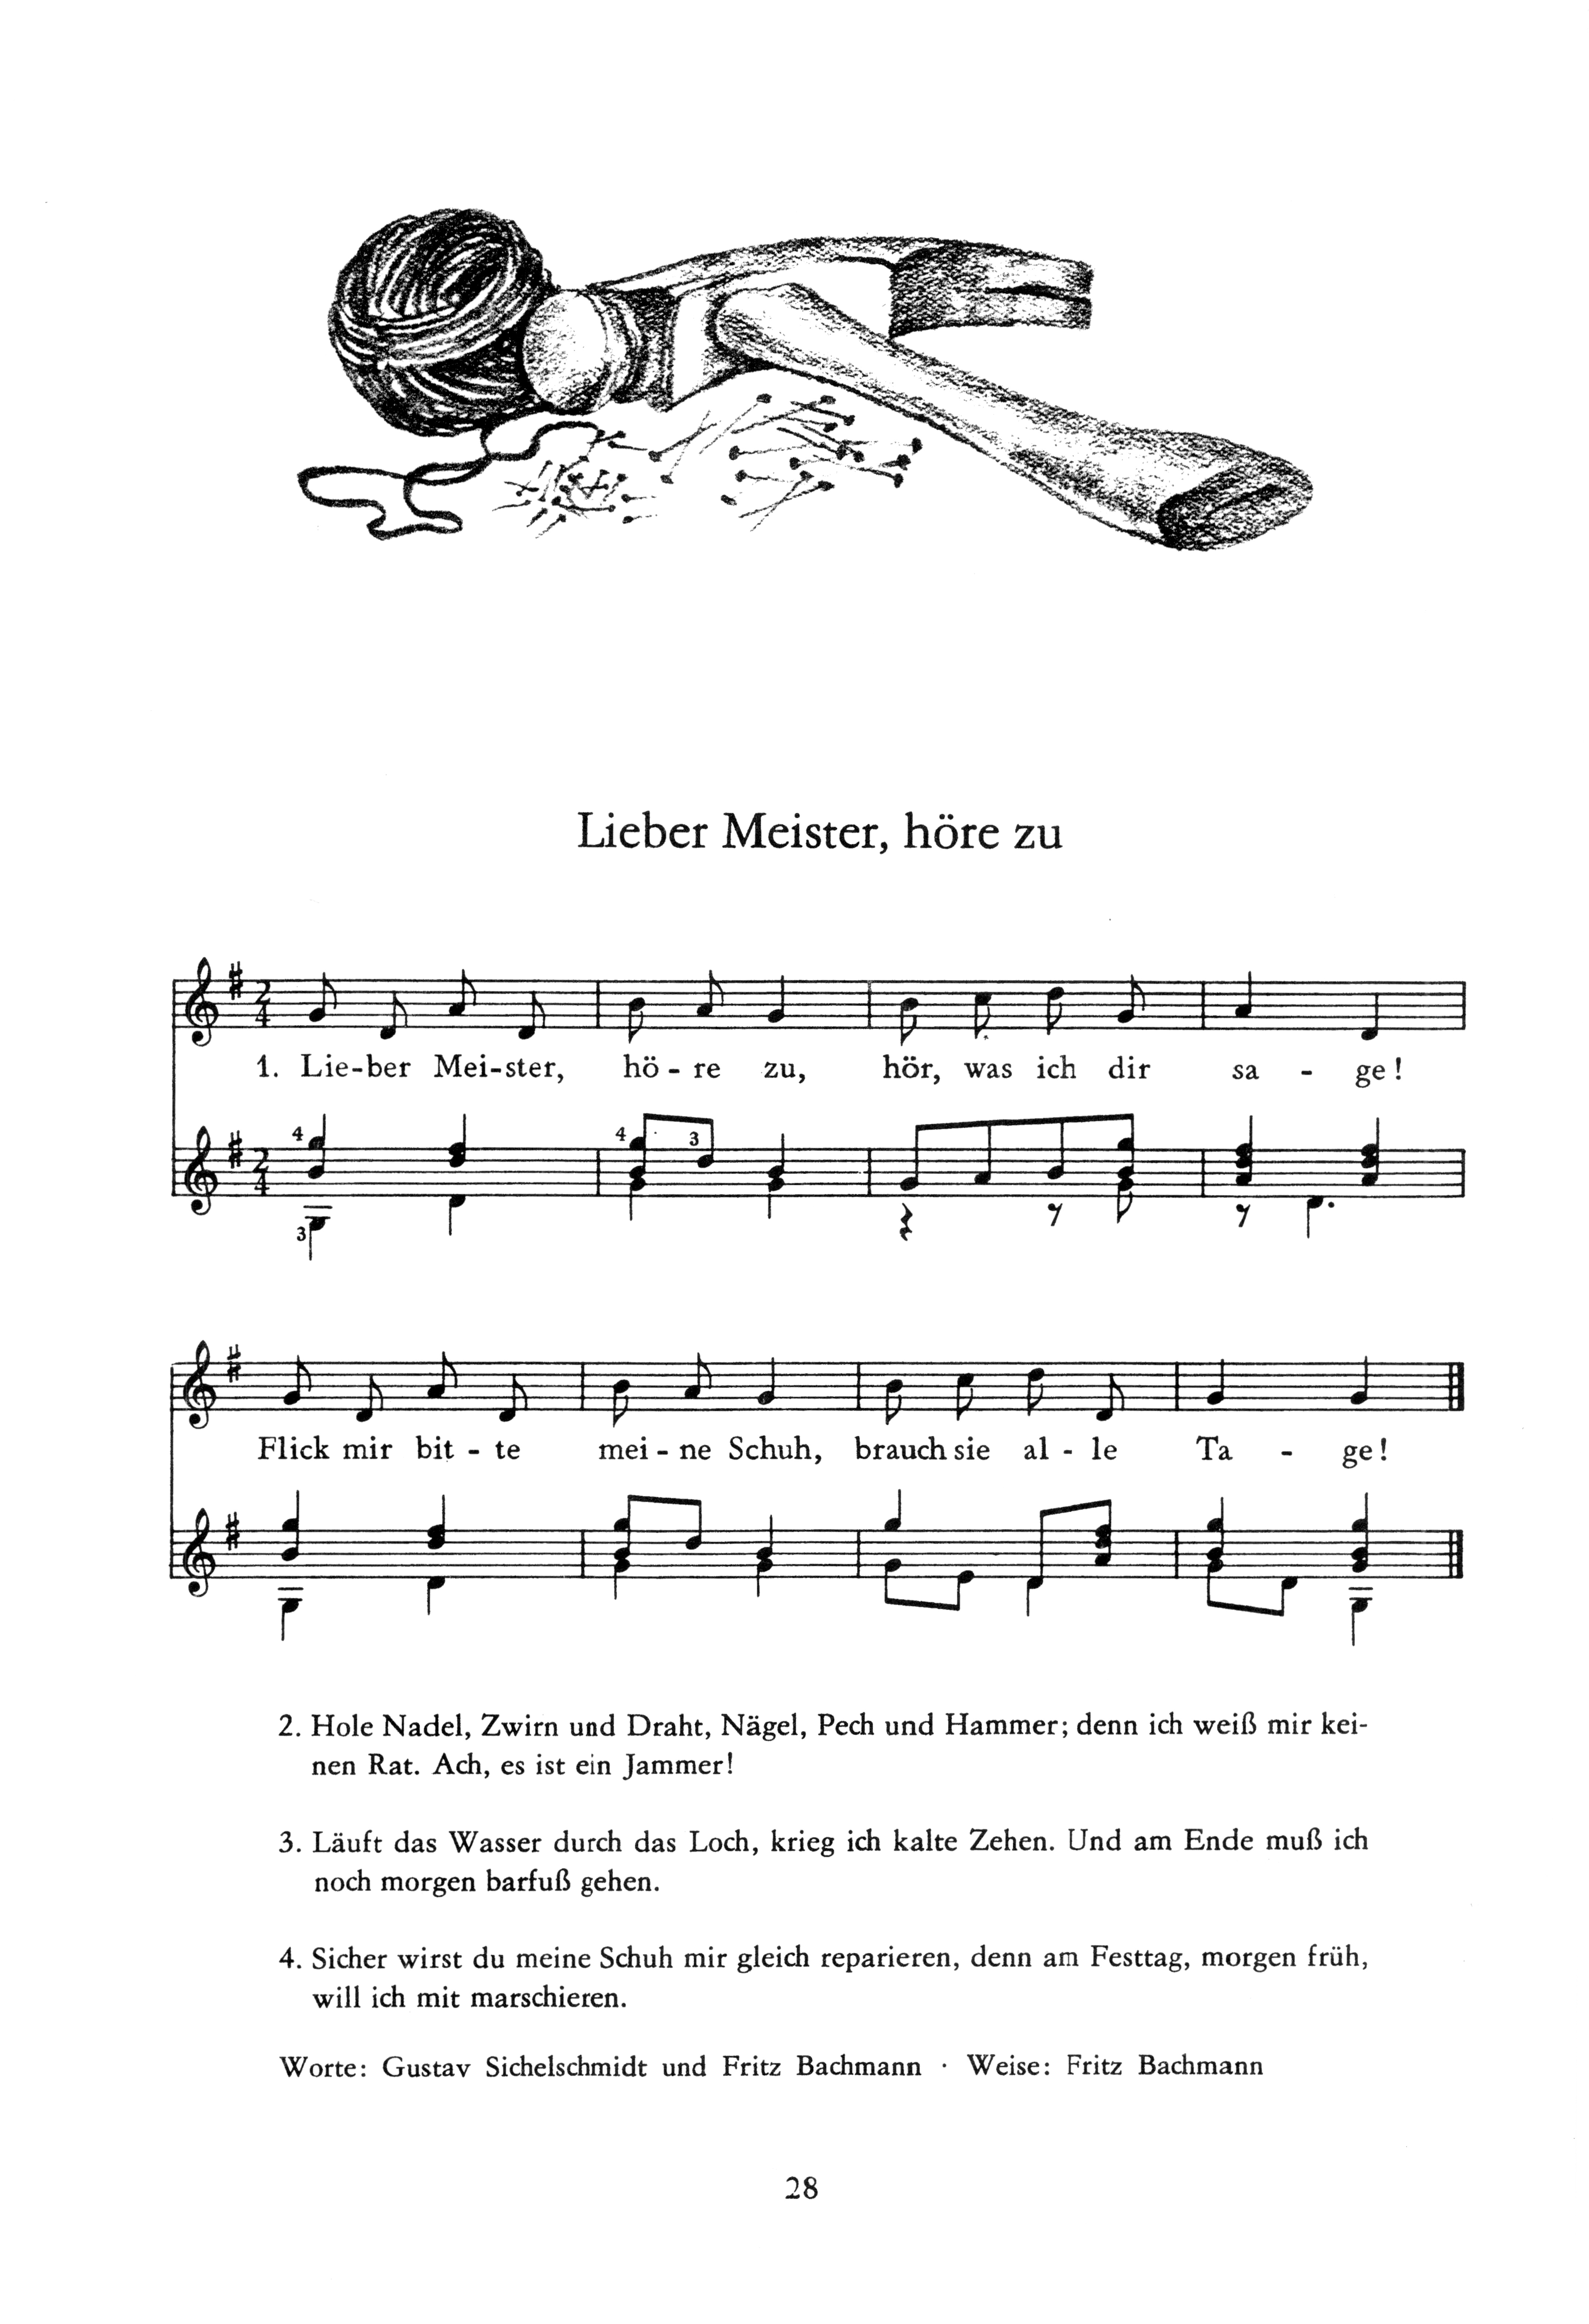 Lieber Meister, höre zu
2
4
1. Lie-ber Mei-ster, hö - re zu, hör, was ich dir sa - ge!
4 4 3
2
4
3
Flick mir bit - te mei - ne Schuh, brauch sie al - le Ta - ge!
2. Hole Nadel, Zwirn und Draht, Nägel, Pech und Hammer; denn ich weiß mir kei-
nen Rat. Ach, es ist ein Jammer!
3. Läuft das Wasser durch das Loch, krieg ich kalte Zehen. Und am Ende muß ich
noch morgen barfuß gehen.
4. Sicher wirst du meine Schuh mir gleich reparieren, denn am Festtag, morgen früh,
will ich mit marschieren.
Worte: Gustav Sichelschmidt und Fritz Bachmann · Weise: Fritz Bachmann
28